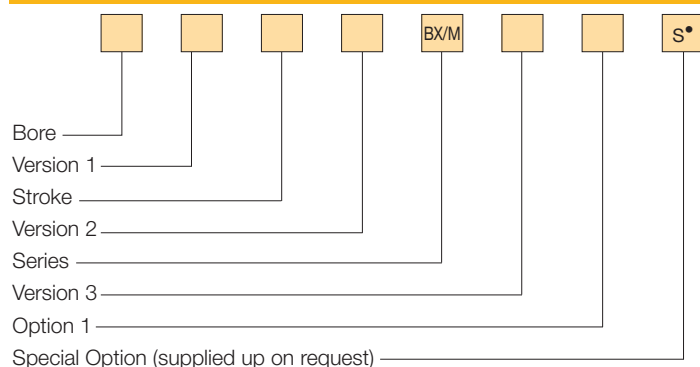 BX/M S•
Bore
Version 1
Stroke
Version 2
Series
Version 3
Option 1
Special Option (supplied up on request)